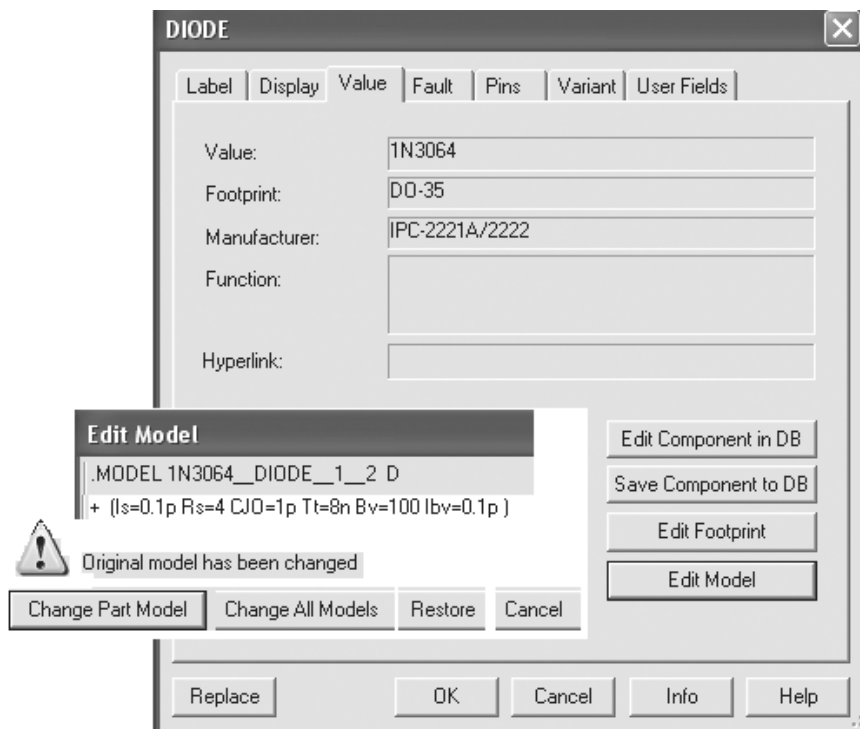 DIODE
Label Display Value Fault Pins Variant User Fields
Value: 1N3064
Footprint: DO-35
Manufacturer: IPC-2221A/2222
Function:
Hyperlink:
Edit Component in DB
Save Component to DB
Edit Footprint
Edit Model
Edit Model
.MODEL 1N3064__DIODE__1__2 D
+ (Is=0.1p Rs=4 CJO=1p Tt=8n Bv=100 Ibv=0.1p )
Original model has been changed
Change Part Model Change All Models Restore Cancel
Replace OK Cancel Info Help